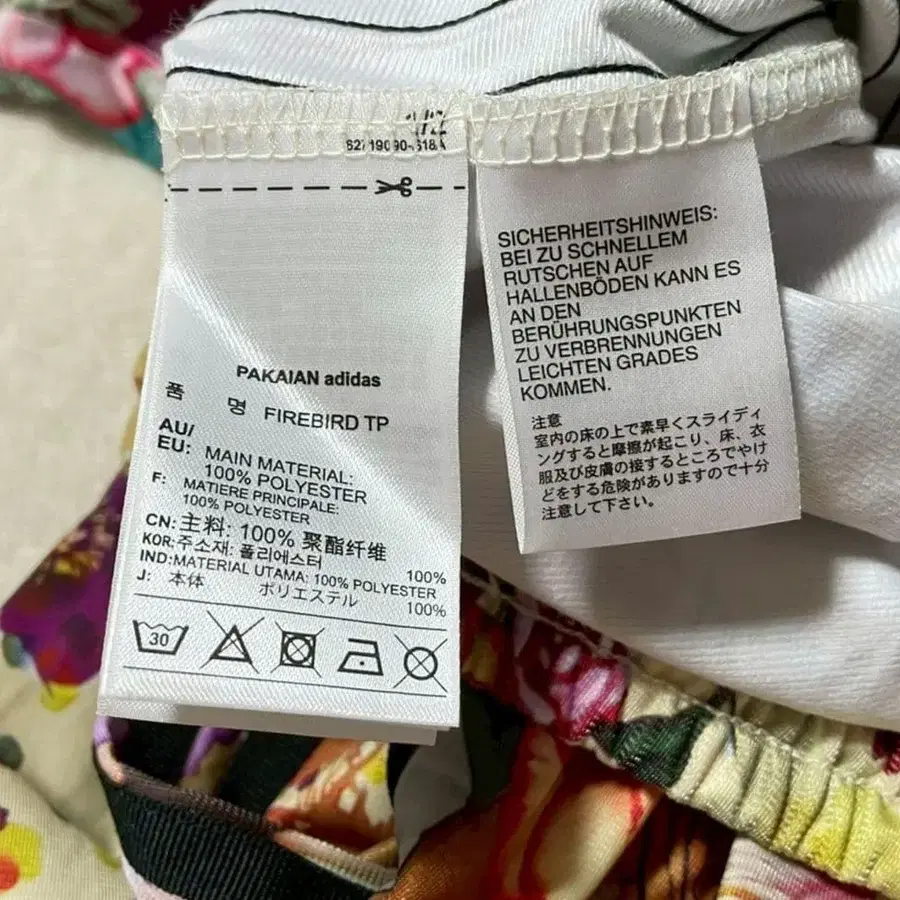 PAKAIAN adidas
품 명 FIREBIRD TP
AU/
EU: MAIN MATERIAL:
100% POLYESTER
F: MATIERE PRINCIPALE:
100% POLYESTER
CN: 主料: 100% 聚酯纤维
KOR: 주소재: 폴리에스터 100%
IND: MATERIAL UTAMA: 100% POLYESTER
J: 本体 ポリエステル 100%
30
SICHERHEITSHINWEIS:
BEI ZU SCHNELLEM
RUTSCHEN AUF
HALLENBÖDEN KANN ES
AN DEN
BERÜHRUNGSPUNKTEN
ZU VERBRENNUNGEN
LEICHTEN GRADES
KOMMEN.
注意
室内の床の上で素早くスライディ
ングすると摩擦が起こり、床、衣
服及び皮膚の接するところでやけ
どをする危険がありますので十分
注意して下さい。